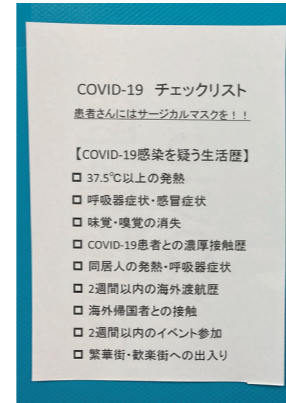 COVID-19 チェックリスト
患者さんにはサージカルマスクを！！
【COVID-19感染を疑う生活歴】
□ 37.5℃以上の発熱
□ 呼吸器症状・感冒症状
□ 味覚・嗅覚の消失
□ COVID-19患者との濃厚接触歴
□ 同居人の発熱・呼吸器症状
□ 2週間以内の海外渡航歴
□ 海外帰国者との接触
□ 2週間以内のイベント参加
□ 繁華街・歓楽街への出入り